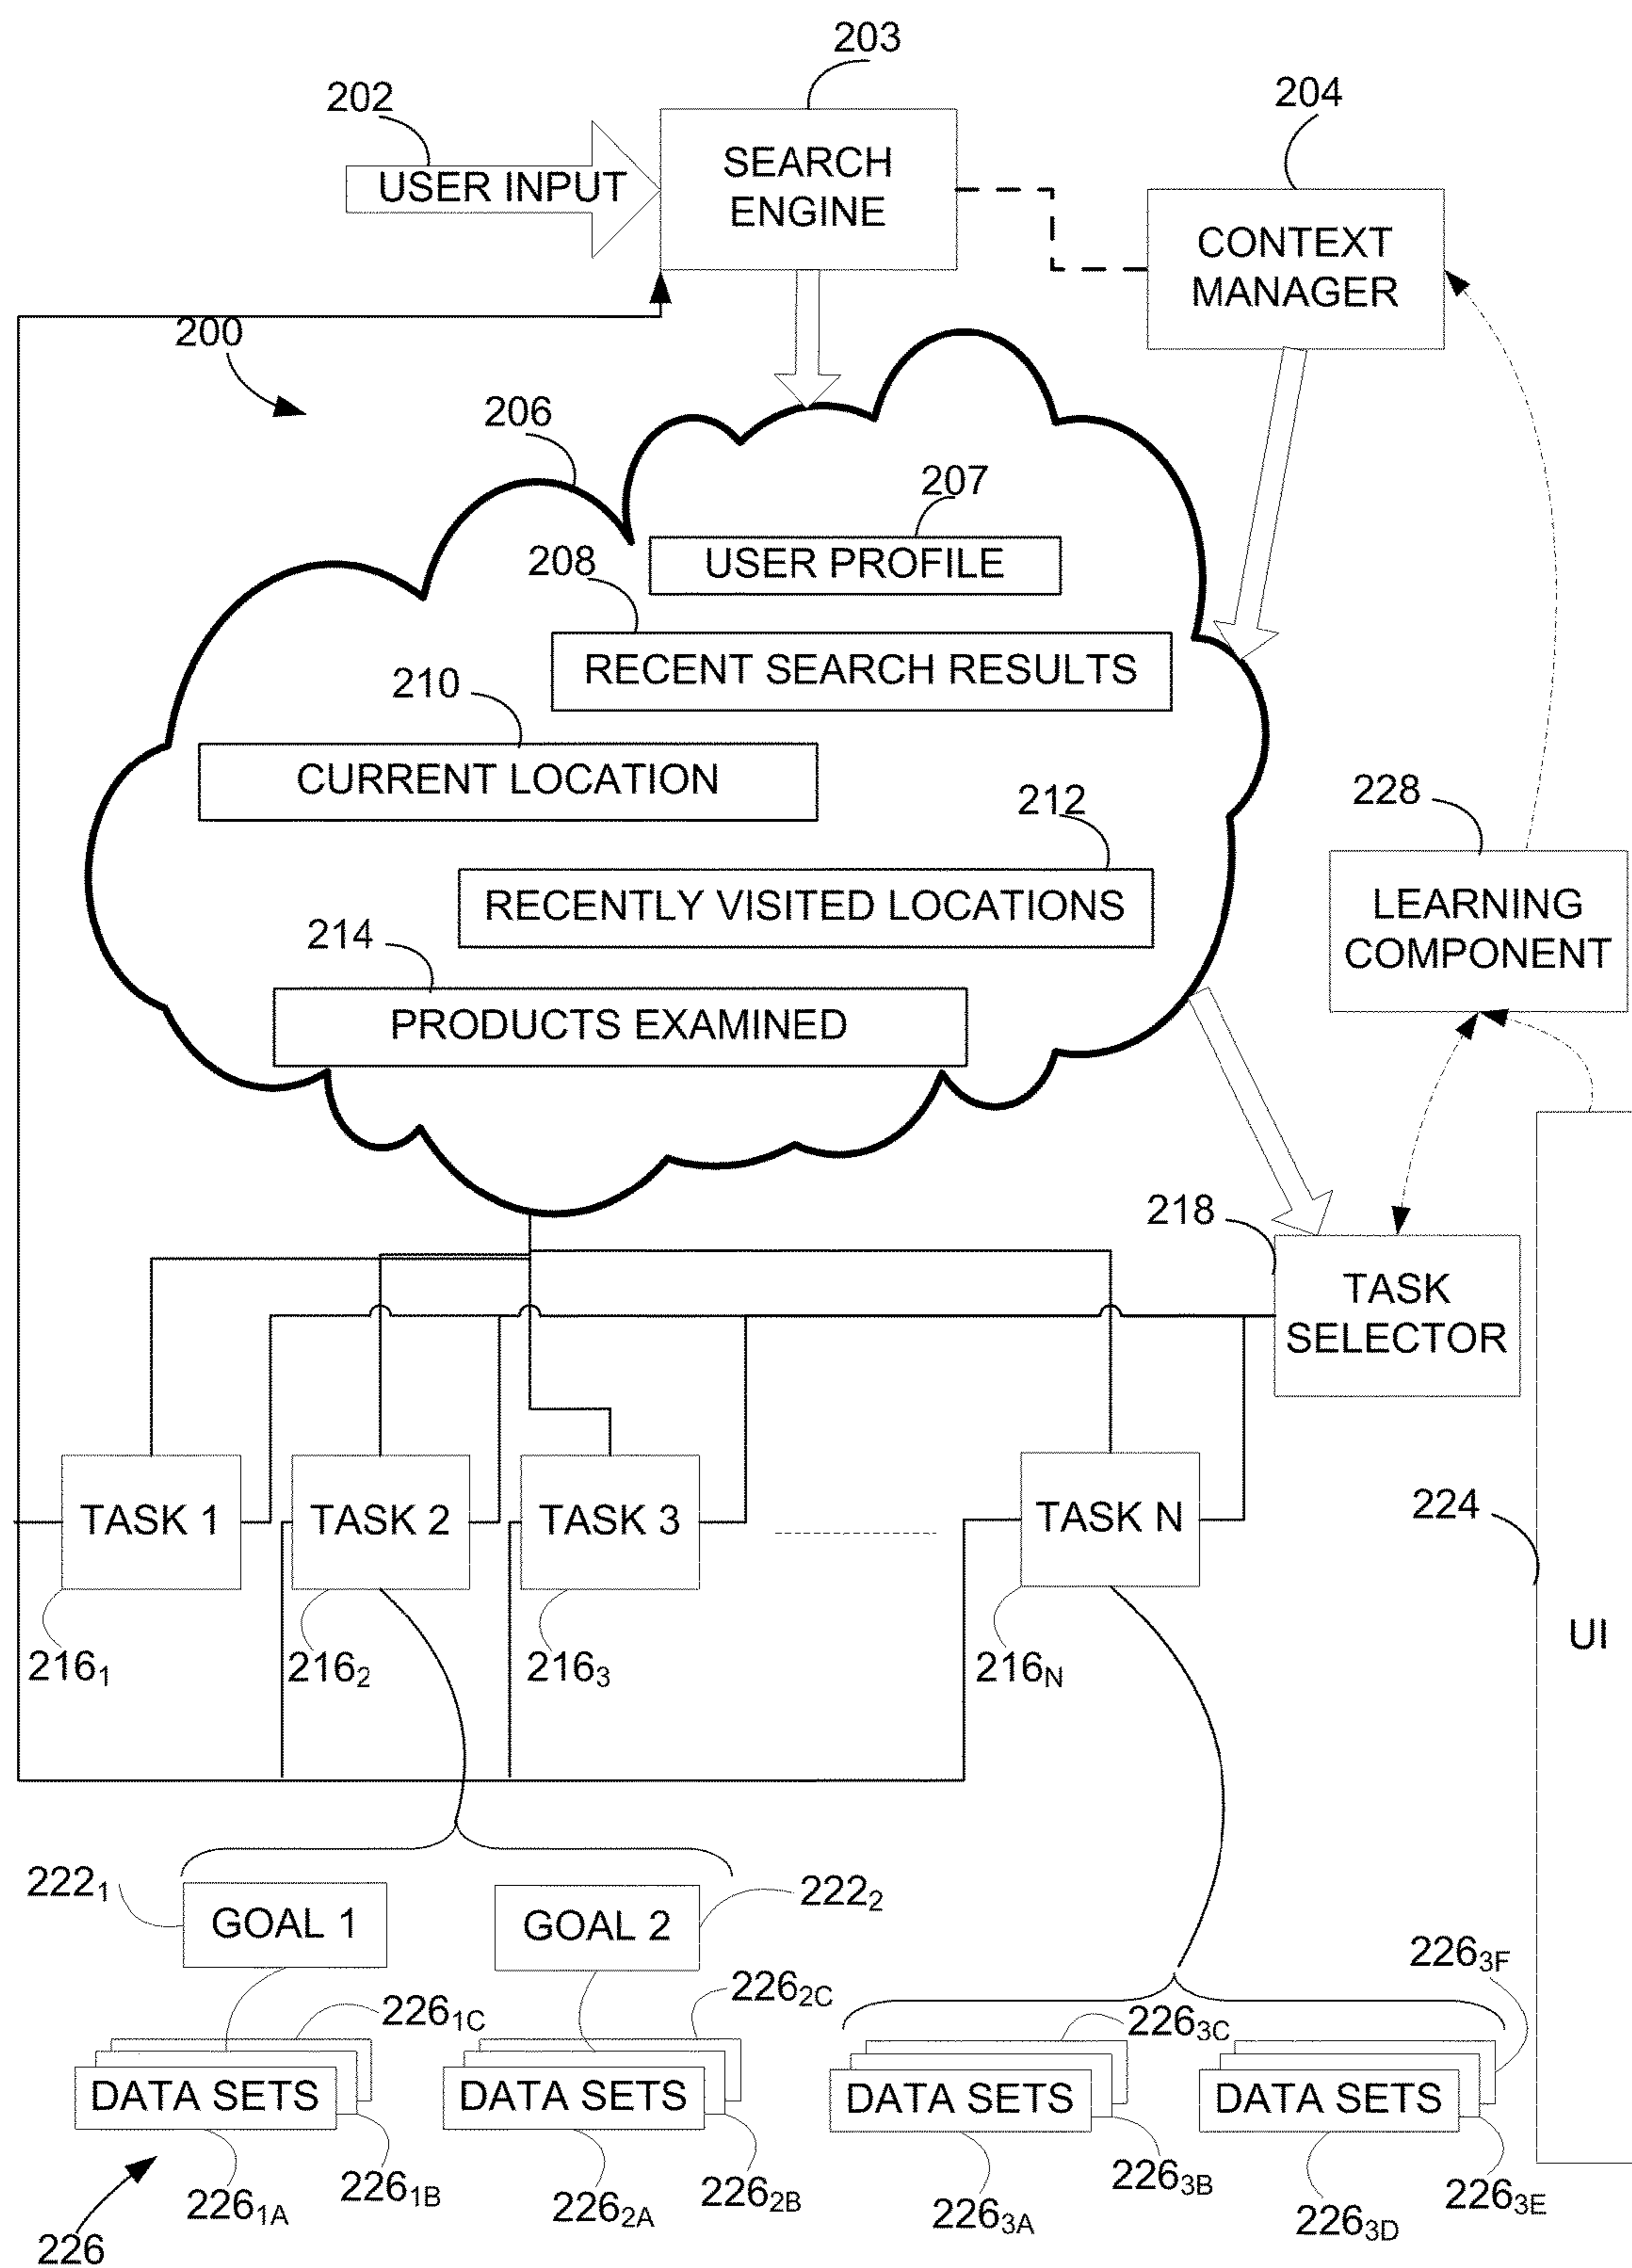 203
202
204
USER INPUT
SEARCH
ENGINE
CONTEXT
MANAGER
200
206
207
USER PROFILE
208
RECENT SEARCH RESULTS
210
CURRENT LOCATION
212
RECENTLY VISITED LOCATIONS
228
LEARNING
COMPONENT
214
PRODUCTS EXAMINED
218
TASK
SELECTOR
TASK 1
TASK 2
TASK 3
TASK N
224
UI
216₁
216₂
216₃
216N
222₁
GOAL 1
GOAL 2
222₂
226₁C
226₂C
226₃C
226₃F
DATA SETS
DATA SETS
DATA SETS
DATA SETS
226₁A
226₁B
226₂A
226₂B
226₃A
226₃B
226₃D
226₃E
226